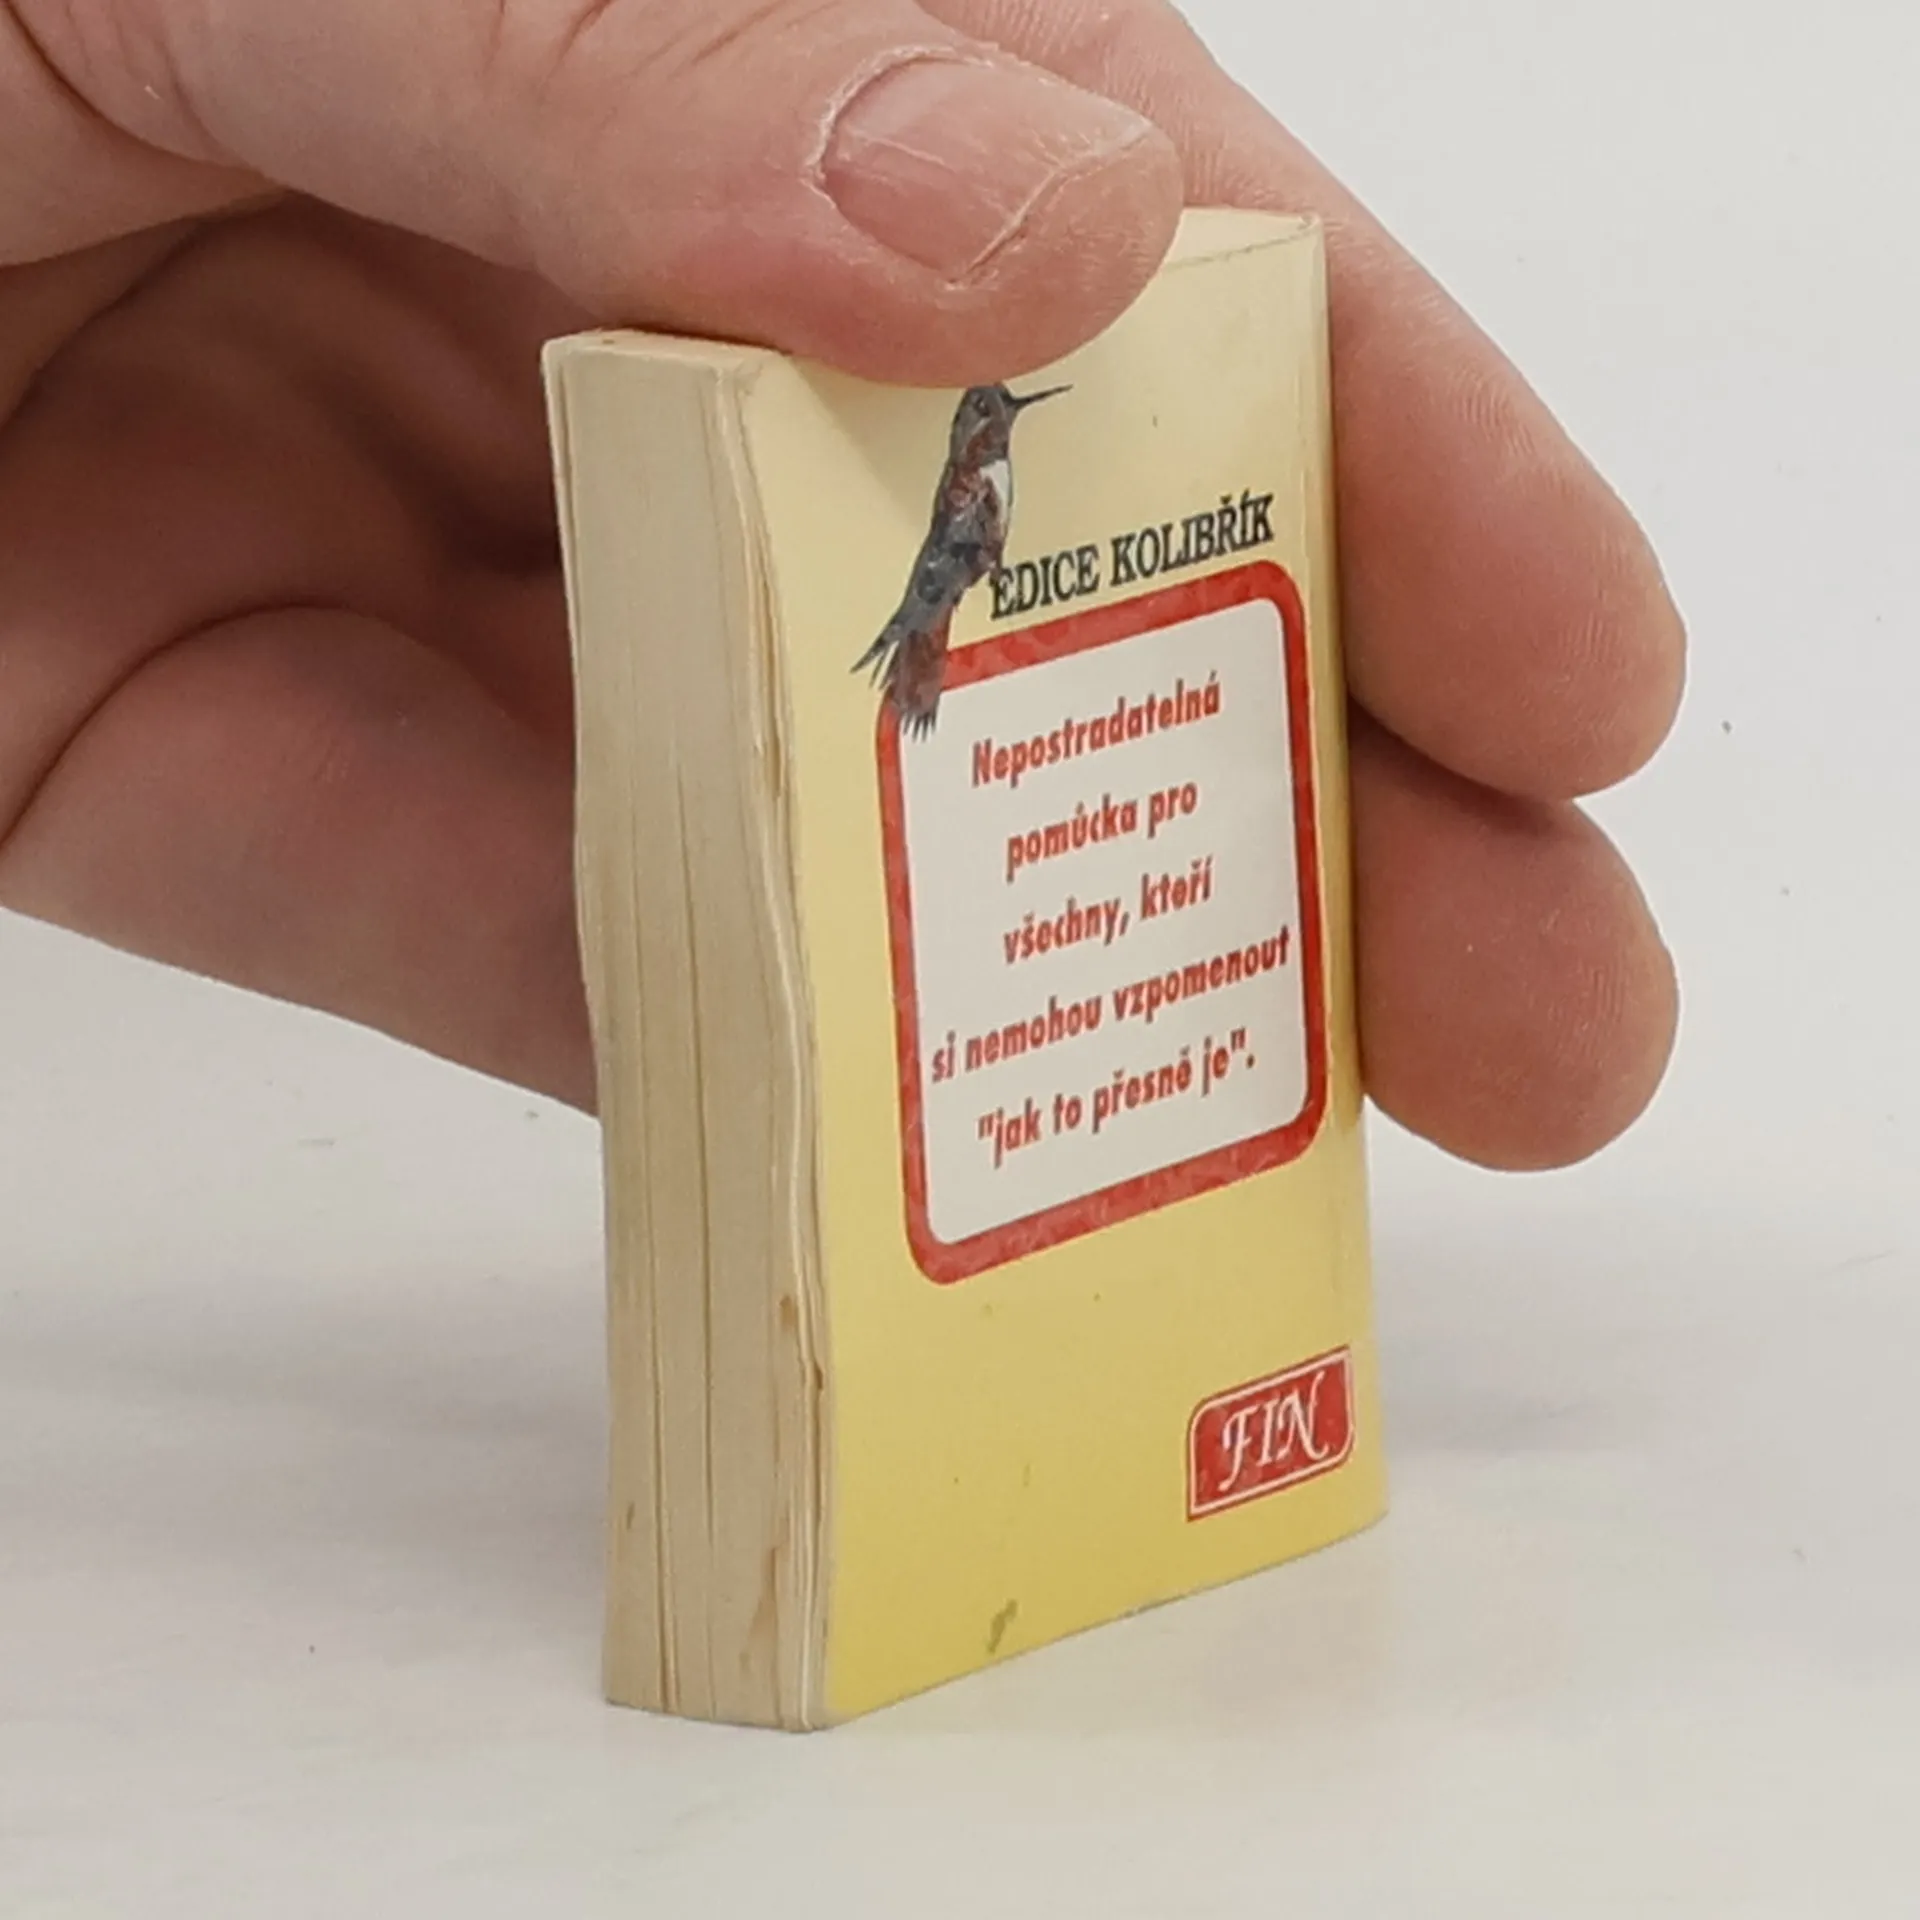 EDICE KOLIBŘÍK
Nepostradatelná
pomůcka pro
všechny, kteří
si nemohou vzpomenout
"jak to přesně je".
FIN